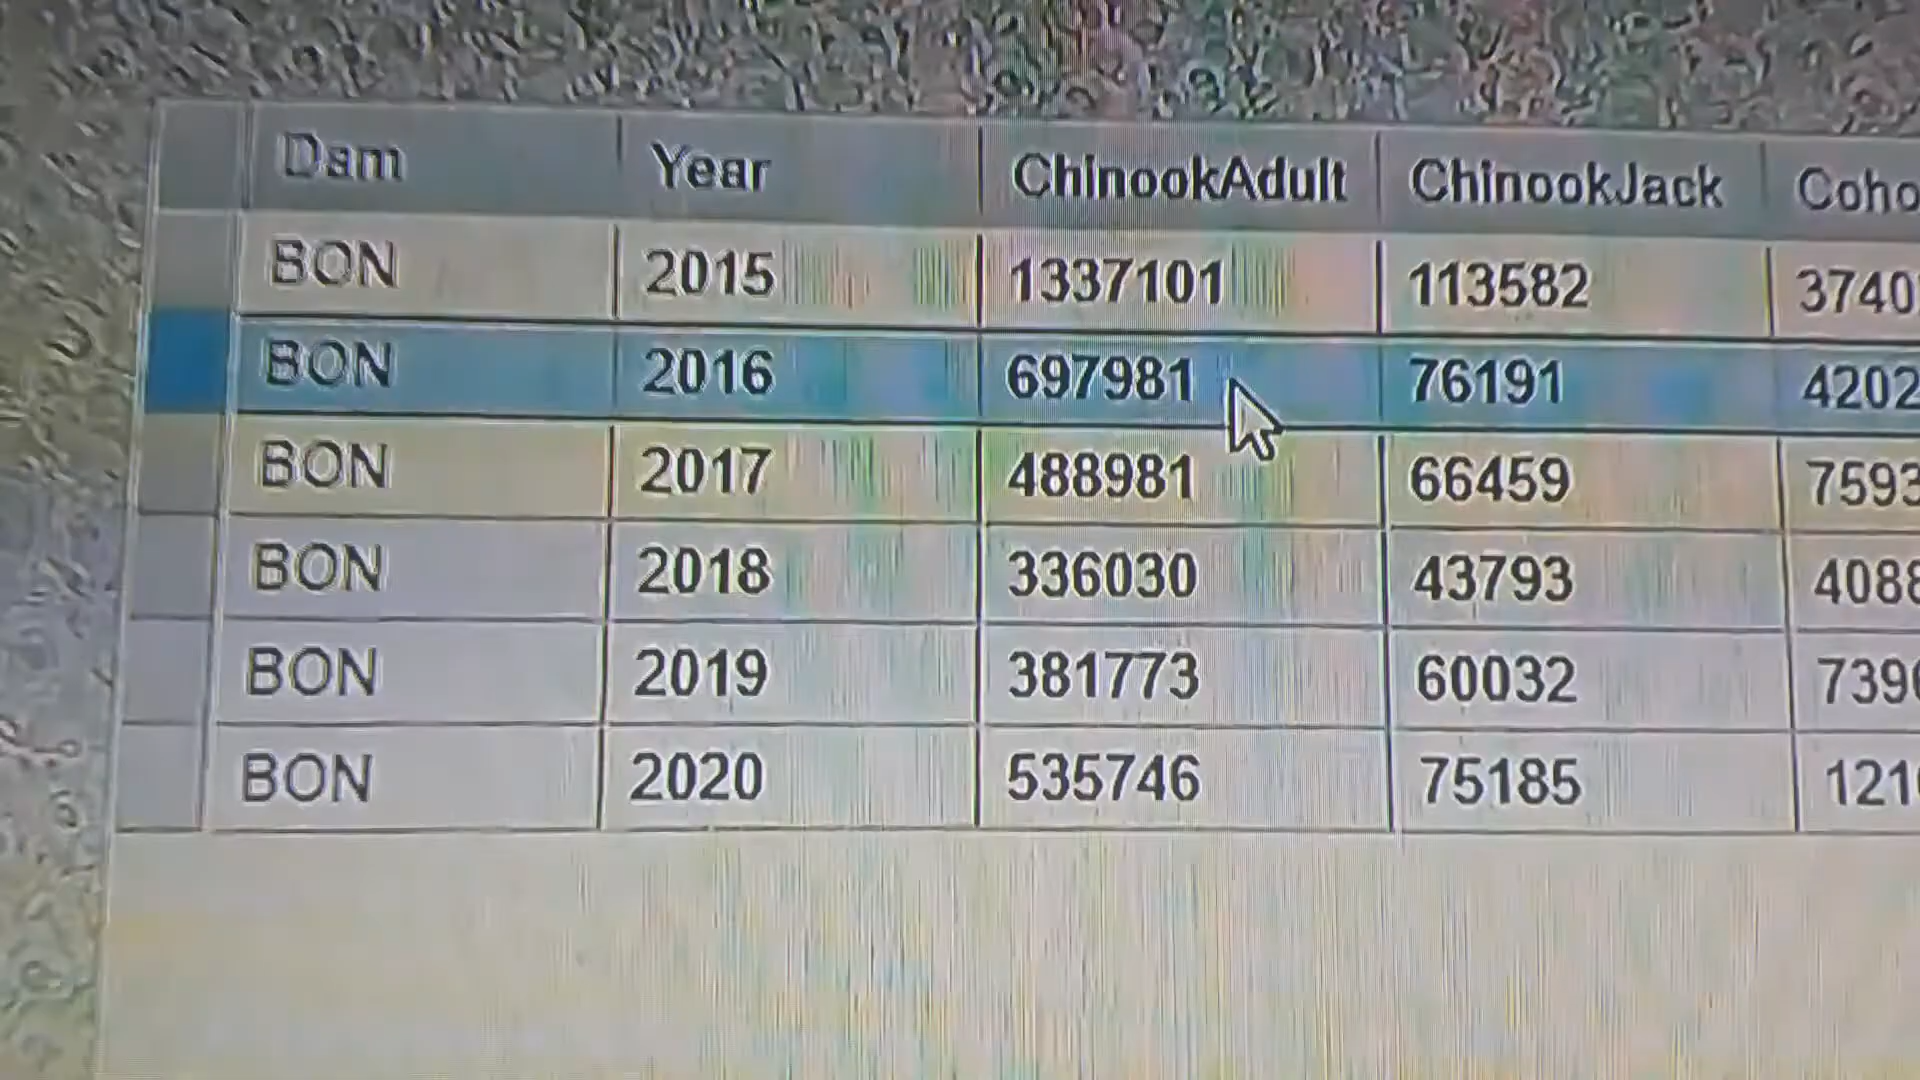 Dam Year ChinookAdult ChinookJack Coho
BON 2015 1337101 113582 3740
BON 2016 697981 76191 4202
BON 2017 488981 66459 7593
BON 2018 336030 43793 4088
BON 2019 381773 60032 739
BON 2020 535746 75185 121